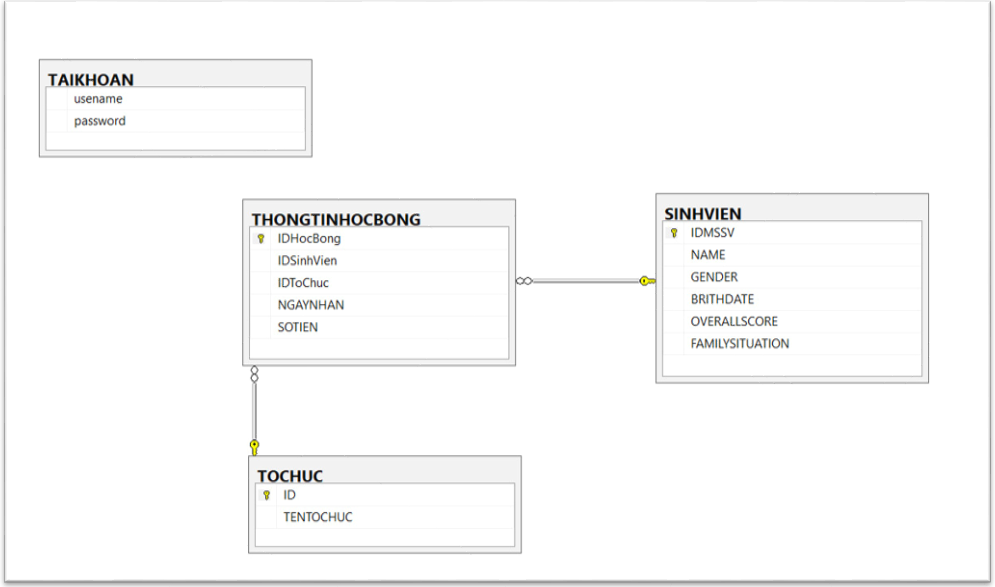 TAIKHOAN
usename
password
THONGTINHOCBONG
IDHocBong
IDSinhVien
IDToChuc
NGAYNHAN
SOTIEN
SINHVIEN
IDMSSV
NAME
GENDER
BRITHDATE
OVERALLSCORE
FAMILYSITUATION
TOCHUC
ID
TENTOCHUC